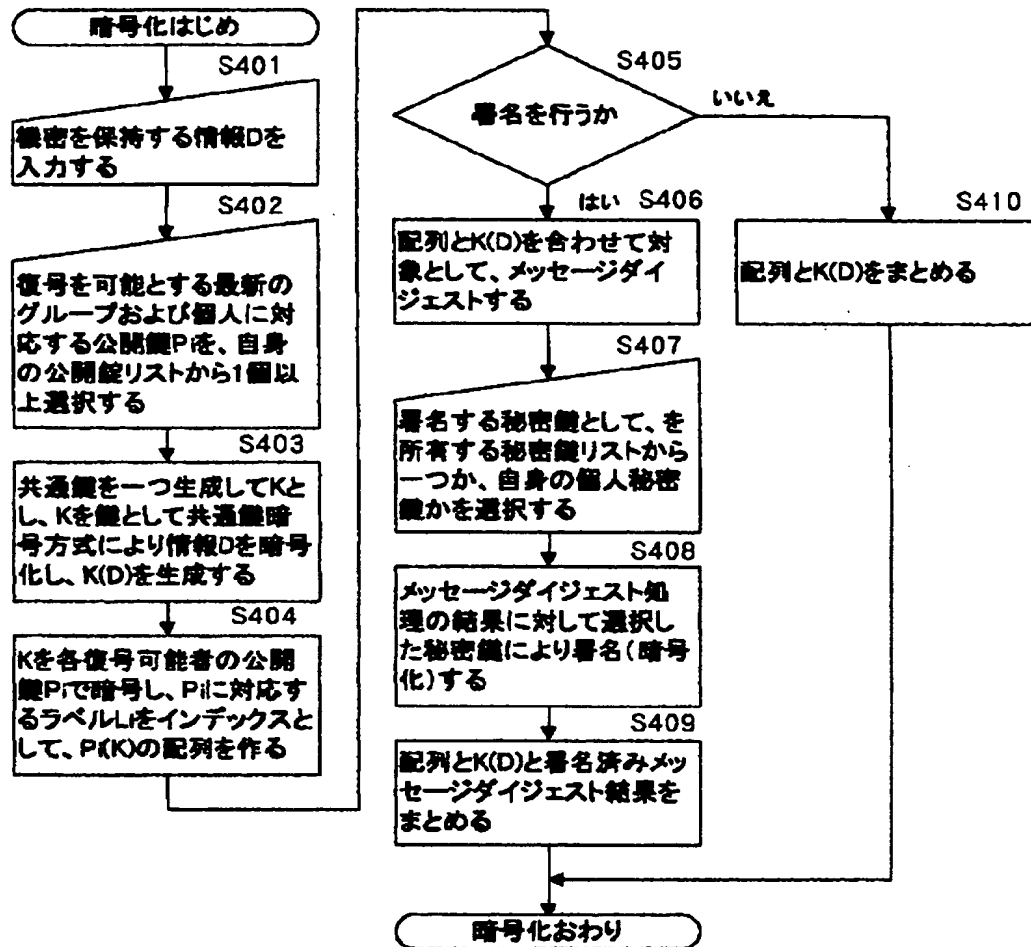 暗号化はじめ
S401
機密を保持する情報Dを
入力する
S402
復号を可能とする最新の
グループおよび個人に対
応する公開鍵Piを、自身
の公開錠リストから1個以
上選択する
S403
共通鍵を一つ生成してKと
し、Kを鍵として共通鍵暗
号方式により情報Dを暗号
化し、K(D)を生成する
S404
Kを各復号可能者の公開
鍵Piで暗号し、Piに対応す
るラベルLiをインデックスと
して、Pi(K)の配列を作る
S405
署名を行うか
いいえ
はい
S406
配列とK(D)を合わせて対
象として、メッセージダイ
ジェストする
S407
署名する秘密鍵として、を
所有する秘密鍵リストから
一つか、自身の個人秘密
鍵かを選択する
S408
メッセージダイジェスト処
理の結果に対して選択し
た秘密鍵により署名(暗号
化)する
S409
配列とK(D)と署名済みメッ
セージダイジェスト結果を
まとめる
S410
配列とK(D)をまとめる
暗号化おわり